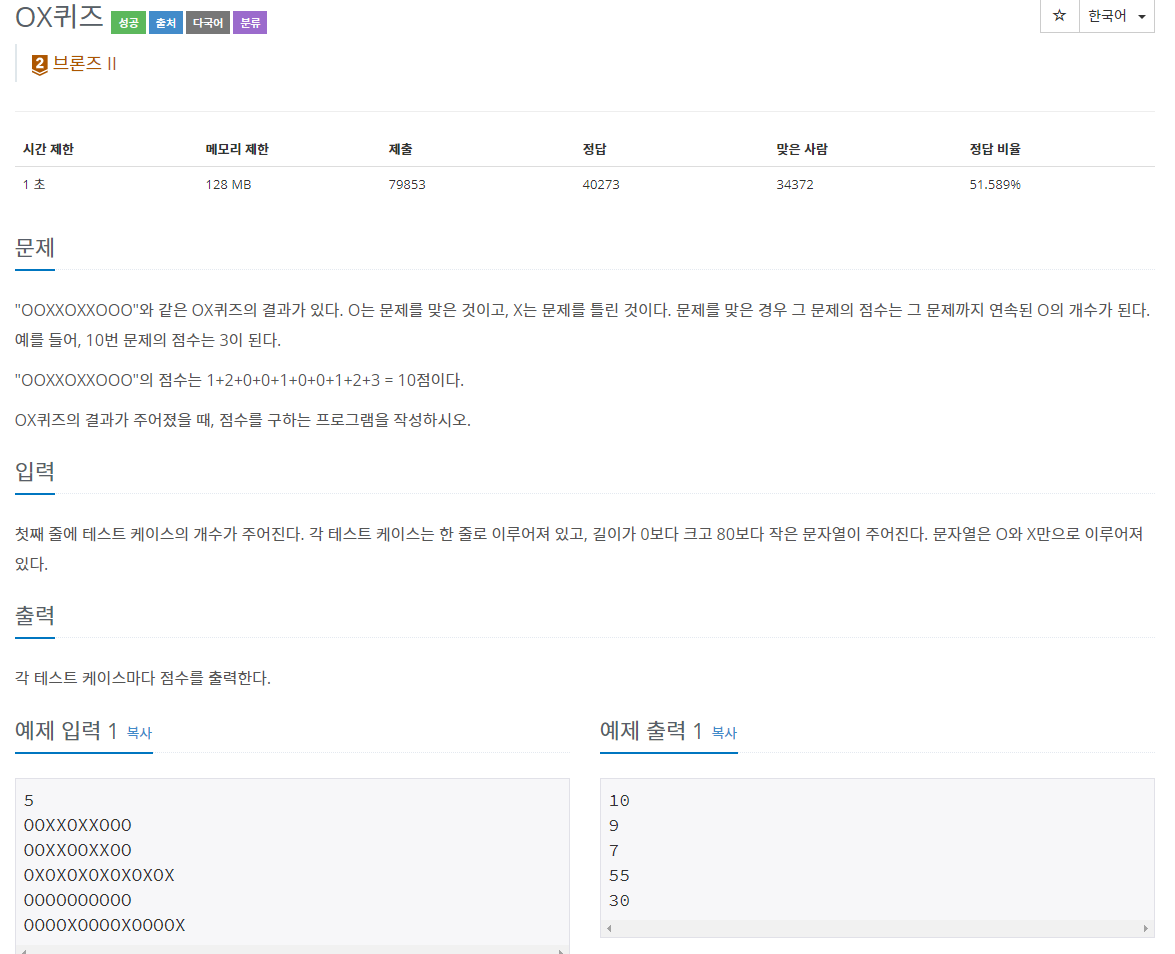 OX퀴즈 성공 출처 다국어 분류
☆ 한국어
2 브론즈 II
시간 제한 메모리 제한 제출 정답 맞은 사람 정답 비율
1 초 128 MB 79853 40273 34372 51.589%
문제
"OOXXOXXOOO"와 같은 OX퀴즈의 결과가 있다. O는 문제를 맞은 것이고, X는 문제를 틀린 것이다. 문제를 맞은 경우 그 문제의 점수는 그 문제까지 연속된 O의 개수가 된다.
예를 들어, 10번 문제의 점수는 3이 된다.
"OOXXOXXOOO"의 점수는 1+2+0+0+1+0+0+1+2+3 = 10점이다.
OX퀴즈의 결과가 주어졌을 때, 점수를 구하는 프로그램을 작성하시오.
입력
첫째 줄에 테스트 케이스의 개수가 주어진다. 각 테스트 케이스는 한 줄로 이루어져 있고, 길이가 0보다 크고 80보다 작은 문자열이 주어진다. 문자열은 O와 X만으로 이루어져
있다.
출력
각 테스트 케이스마다 점수를 출력한다.
예제 입력 1 복사
5
OOXXOXXOOO
OOXXOOXXOO
OXOXOXOXOXOXOX
OOOOOOOOOO
OOOOXOOOOXOOOOX
예제 출력 1 복사
10
9
7
55
30